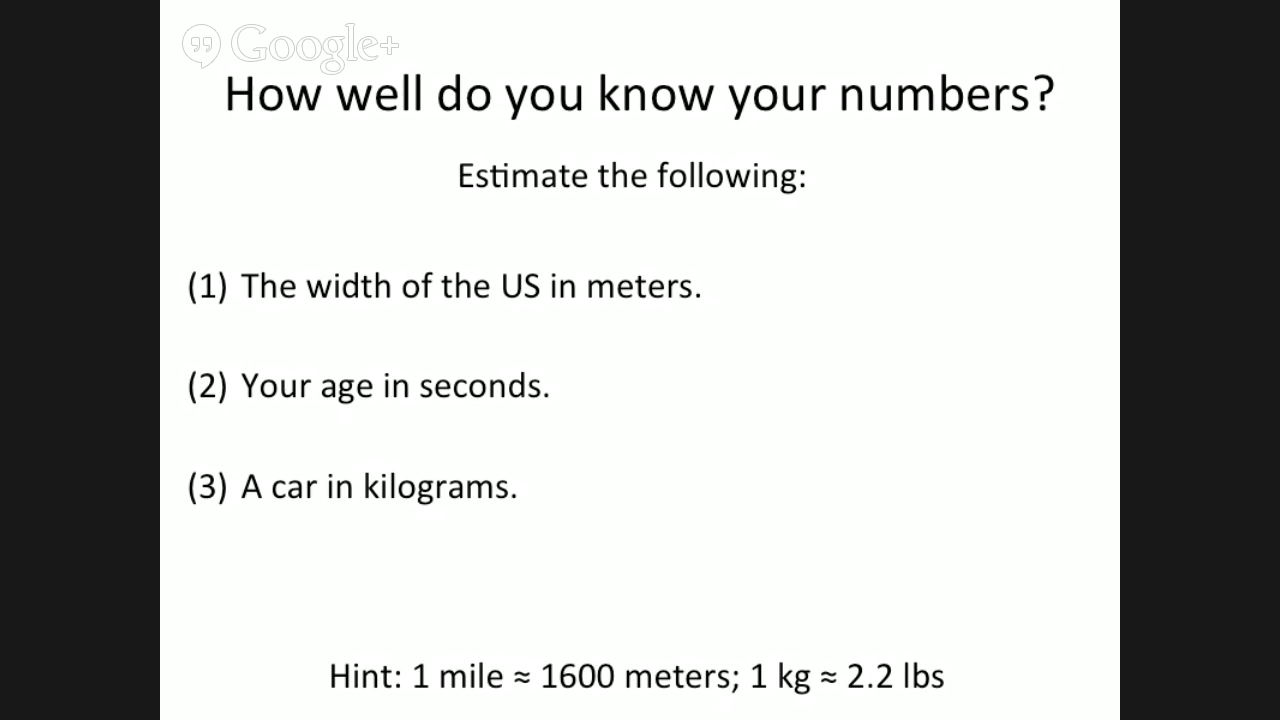 Google+
How well do you know your numbers?
Estimate the following:
(1) The width of the US in meters.
(2) Your age in seconds.
(3) A car in kilograms.
Hint: 1 mile ≈ 1600 meters; 1 kg ≈ 2.2 lbs